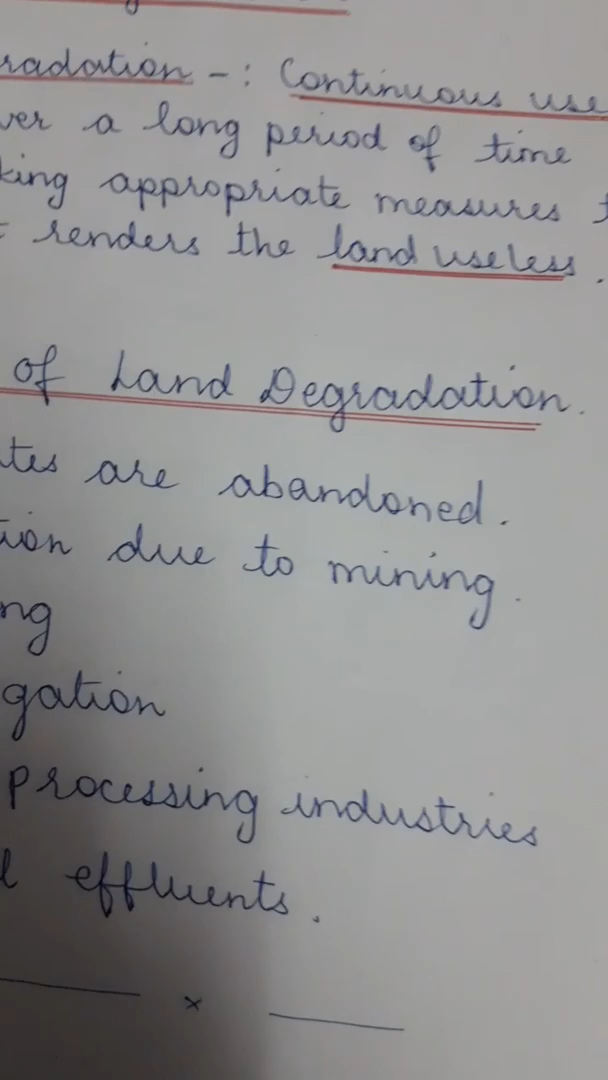 radation -: Continuous use
ver a long period of time
king appropriate measures
renders the land useless.
of Land Degradation.
tes are abandoned.
ion due to mining.
ng
gation
processing industries
l effluents.
x